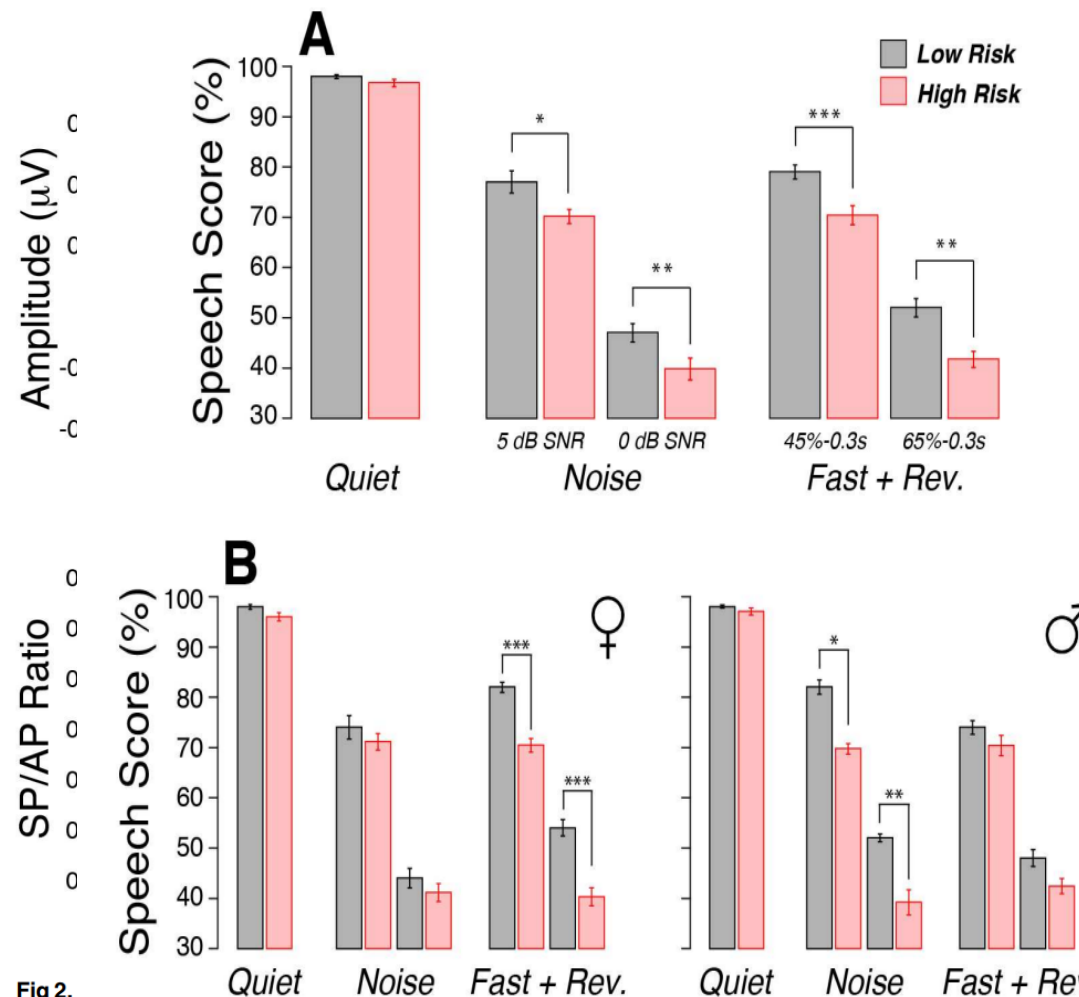 A
Low Risk
High Risk
Amplitude (µV)
Speech Score (%)
100
90
80
70
60
50
40
30
*
**
***
**
5 dB SNR 0 dB SNR 45%-0.3s 65%-0.3s
Quiet Noise Fast + Rev.
B
SP/AP Ratio
Speech Score (%)
100
90
80
70
60
50
40
30
♀
***
***
♂
*
**
Quiet Noise Fast + Rev. Quiet Noise
Fast + Re
Fig 2.